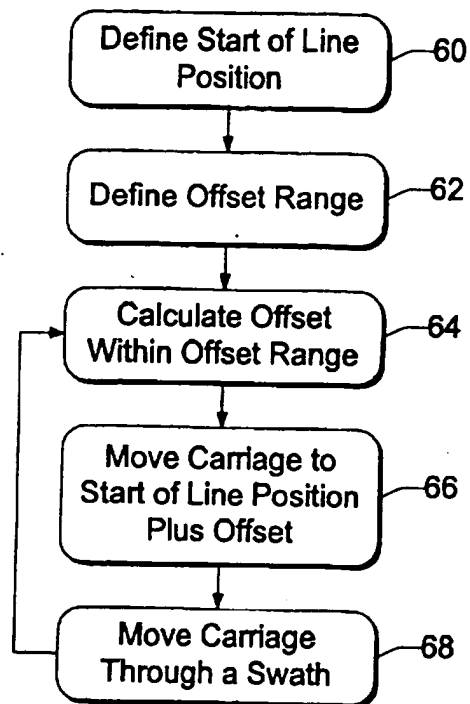 Define Start of Line
Position
60
Define Offset Range
62
Calculate Offset
Within Offset Range
64
Move Carriage to
Start of Line Position
Plus Offset
66
Move Carriage
Through a Swath
68